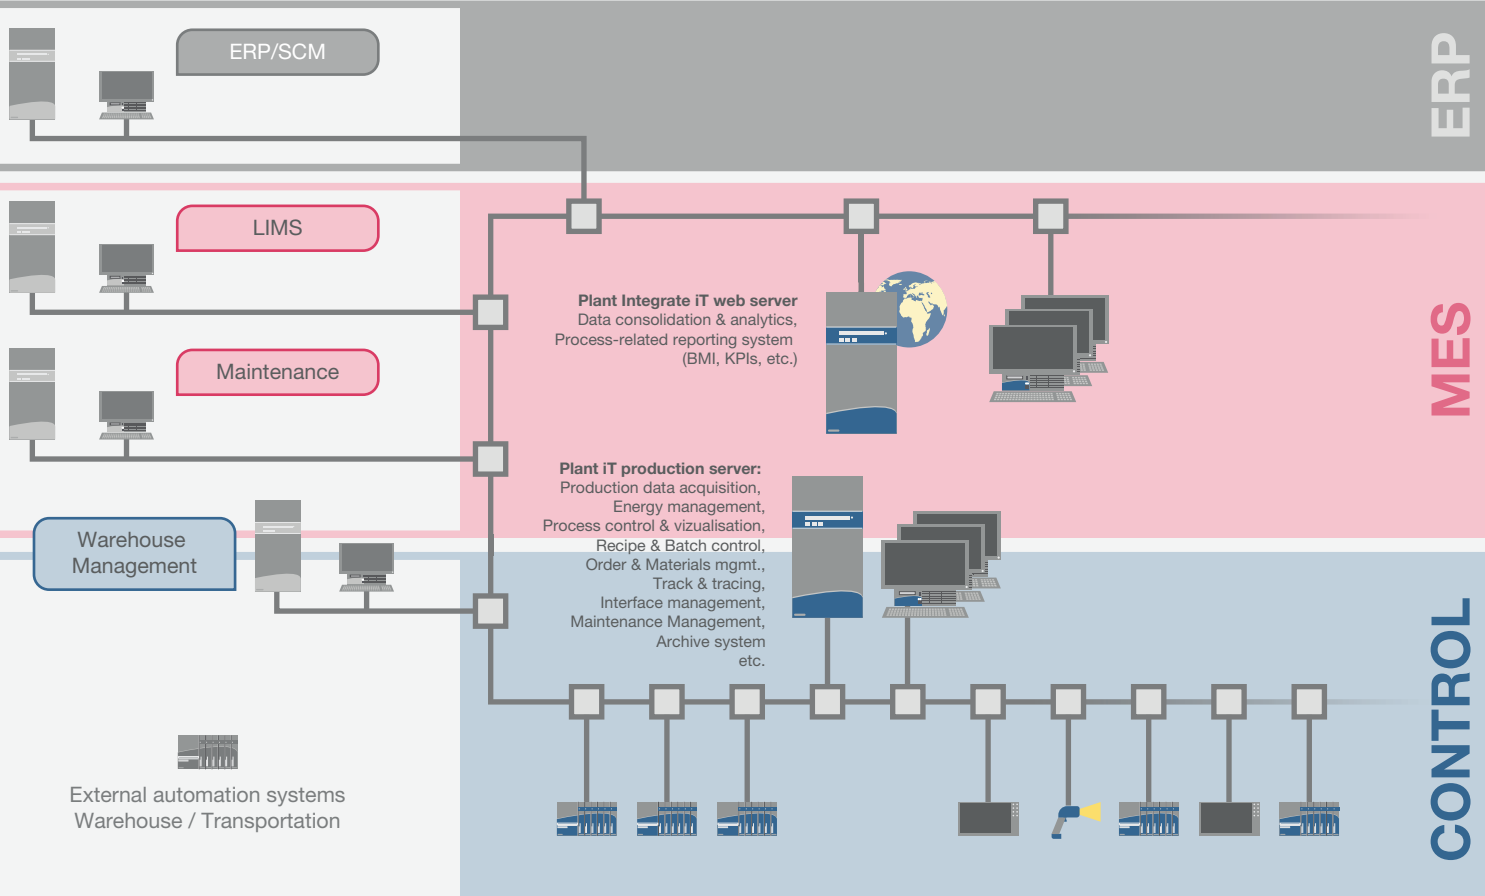 ERP/SCM
ERP
LIMS
Plant Integrate iT web server
Data consolidation & analytics,
Process-related reporting system
(BMI, KPIs, etc.)
MES
Maintenance
Plant iT production server:
Production data acquisition,
Energy management,
Process control & vizualisation,
Recipe & Batch control,
Order & Materials mgmt.,
Track & tracing,
Interface management,
Maintenance Management,
Archive system
etc.
Warehouse
Management
CONTROL
External automation systems
Warehouse / Transportation